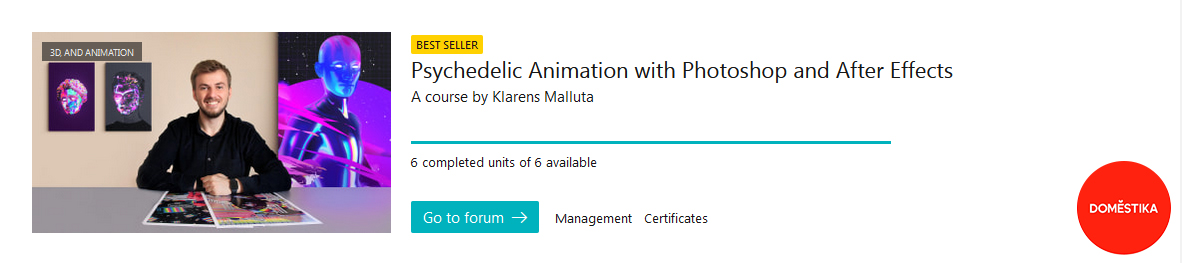 3D, AND ANIMATION
BEST SELLER
Psychedelic Animation with Photoshop and After Effects
A course by Klarens Malluta
6 completed units of 6 available
Go to forum →
Management
Certificates
DOMĚSTIKA